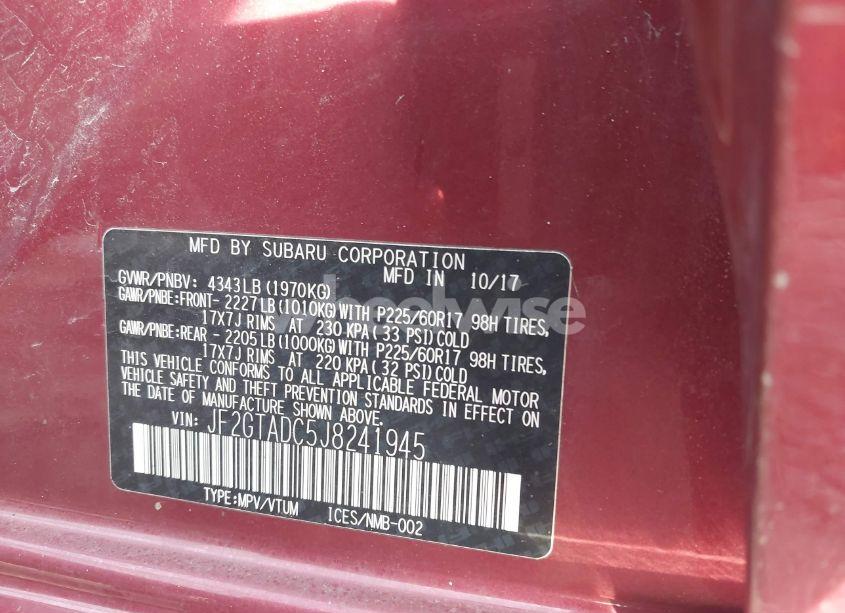 MFD BY SUBARU CORPORATION
MFD IN 10/17
GVWR/PNBV: 4343LB(1970KG)
GAWR/PNBE:FRONT- 2227LB(1010KG)WITH P225/60R17 98H TIRES,
17X7J RIMS AT 230 KPA(33 PSI)COLD
GAWR/PNBE:REAR - 2205LB(1000KG)WITH P225/60R17 98H TIRES,
17X7J RIMS AT 220 KPA(32 PSI)COLD
THIS VEHICLE CONFORMS TO ALL APPLICABLE FEDERAL MOTOR
VEHICLE SAFETY AND THEFT PREVENTION STANDARDS IN EFFECT ON
THE DATE OF MANUFACTURE SHOWN ABOVE.
VIN: JF2GTADC5J8241945
TYPE:MPV/VTUM ICES/NMB-002
wheelwise